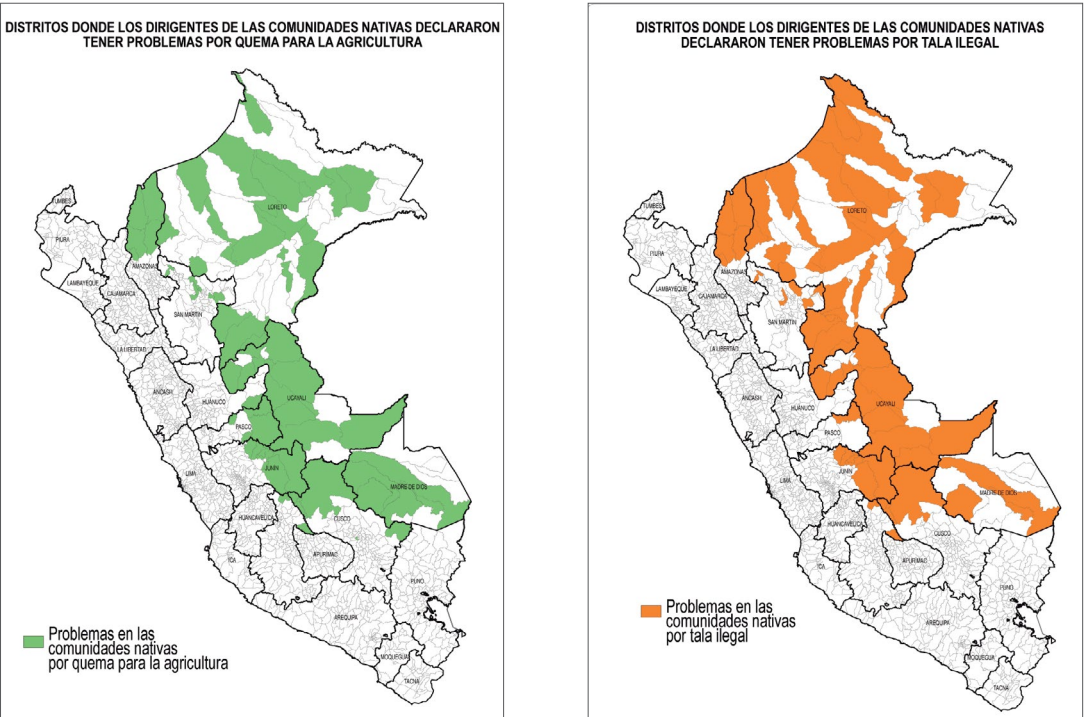 DISTRITOS DONDE LOS DIRIGENTES DE LAS COMUNIDADES NATIVAS DECLARARON
TENER PROBLEMAS POR QUEMA PARA LA AGRICULTURA
TUMBES
PIURA
LORETO
AMAZONAS
LAMBAYEQUE
CAJAMARCA
SAN MARTIN
LA LIBERTAD
ANCASH
HUANUCO
UCAYALI
PASCO
LIMA
JUNIN
MADRE DE DIOS
HUANCAVELICA
CUSCO
ICA
APURIMAC
PUNO
AREQUIPA
MOQUEGUA
TACNA
Problemas en las
comunidades nativas
por quema para la agricultura
DISTRITOS DONDE LOS DIRIGENTES DE LAS COMUNIDADES NATIVAS
DECLARARON TENER PROBLEMAS POR TALA ILEGAL
TUMBES
PIURA
LORETO
AMAZONAS
LAMBAYEQUE
CAJAMARCA
SAN MARTIN
LA LIBERTAD
ANCASH
HUANUCO
UCAYALI
PASCO
LIMA
JUNIN
MADRE DE DIOS
HUANCAVELICA
CUSCO
ICA
APURIMAC
PUNO
AREQUIPA
MOQUEGUA
TACNA
Problemas en las
comunidades nativas
por tala ilegal